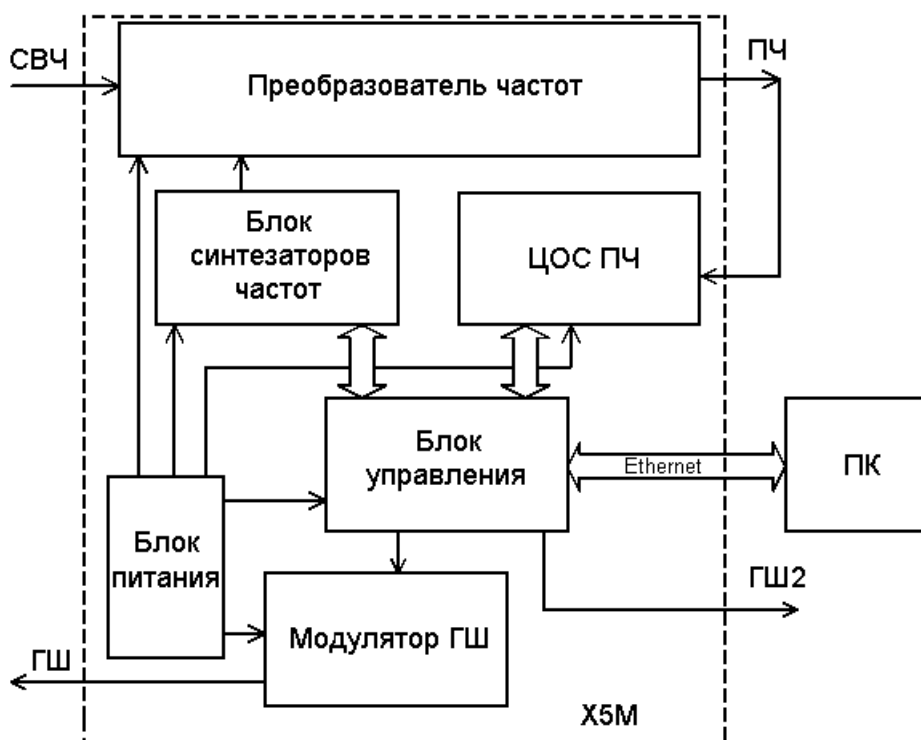 СВЧ
Преобразователь частот
ПЧ
Блок
синтезаторов
частот
ЦОС ПЧ
Блок
управления
Ethernet
ПК
Блок
питания
Модулятор ГШ
ГШ2
ГШ
Х5М